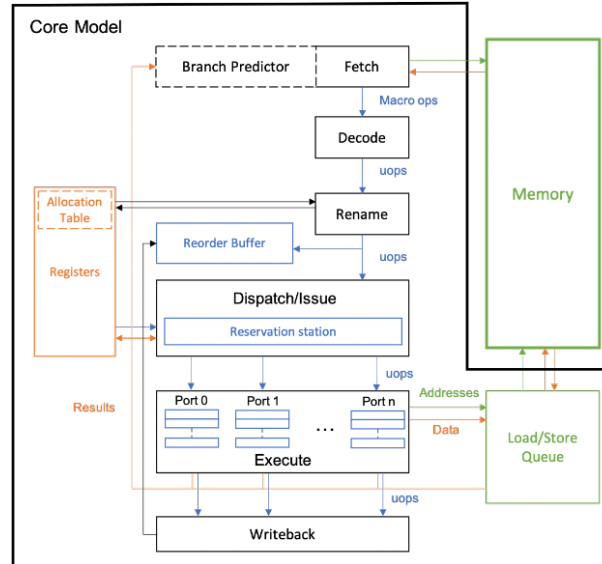 Core Model
Branch Predictor
Fetch
Macro ops
Decode
uops
Memory
Allocation
Table
Rename
Reorder Buffer
uops
Registers
Dispatch/Issue
Reservation station
uops
Results
Port 0
Port 1
Port n
Addresses
...
Data
Load/Store
Queue
Execute
uops
Writeback